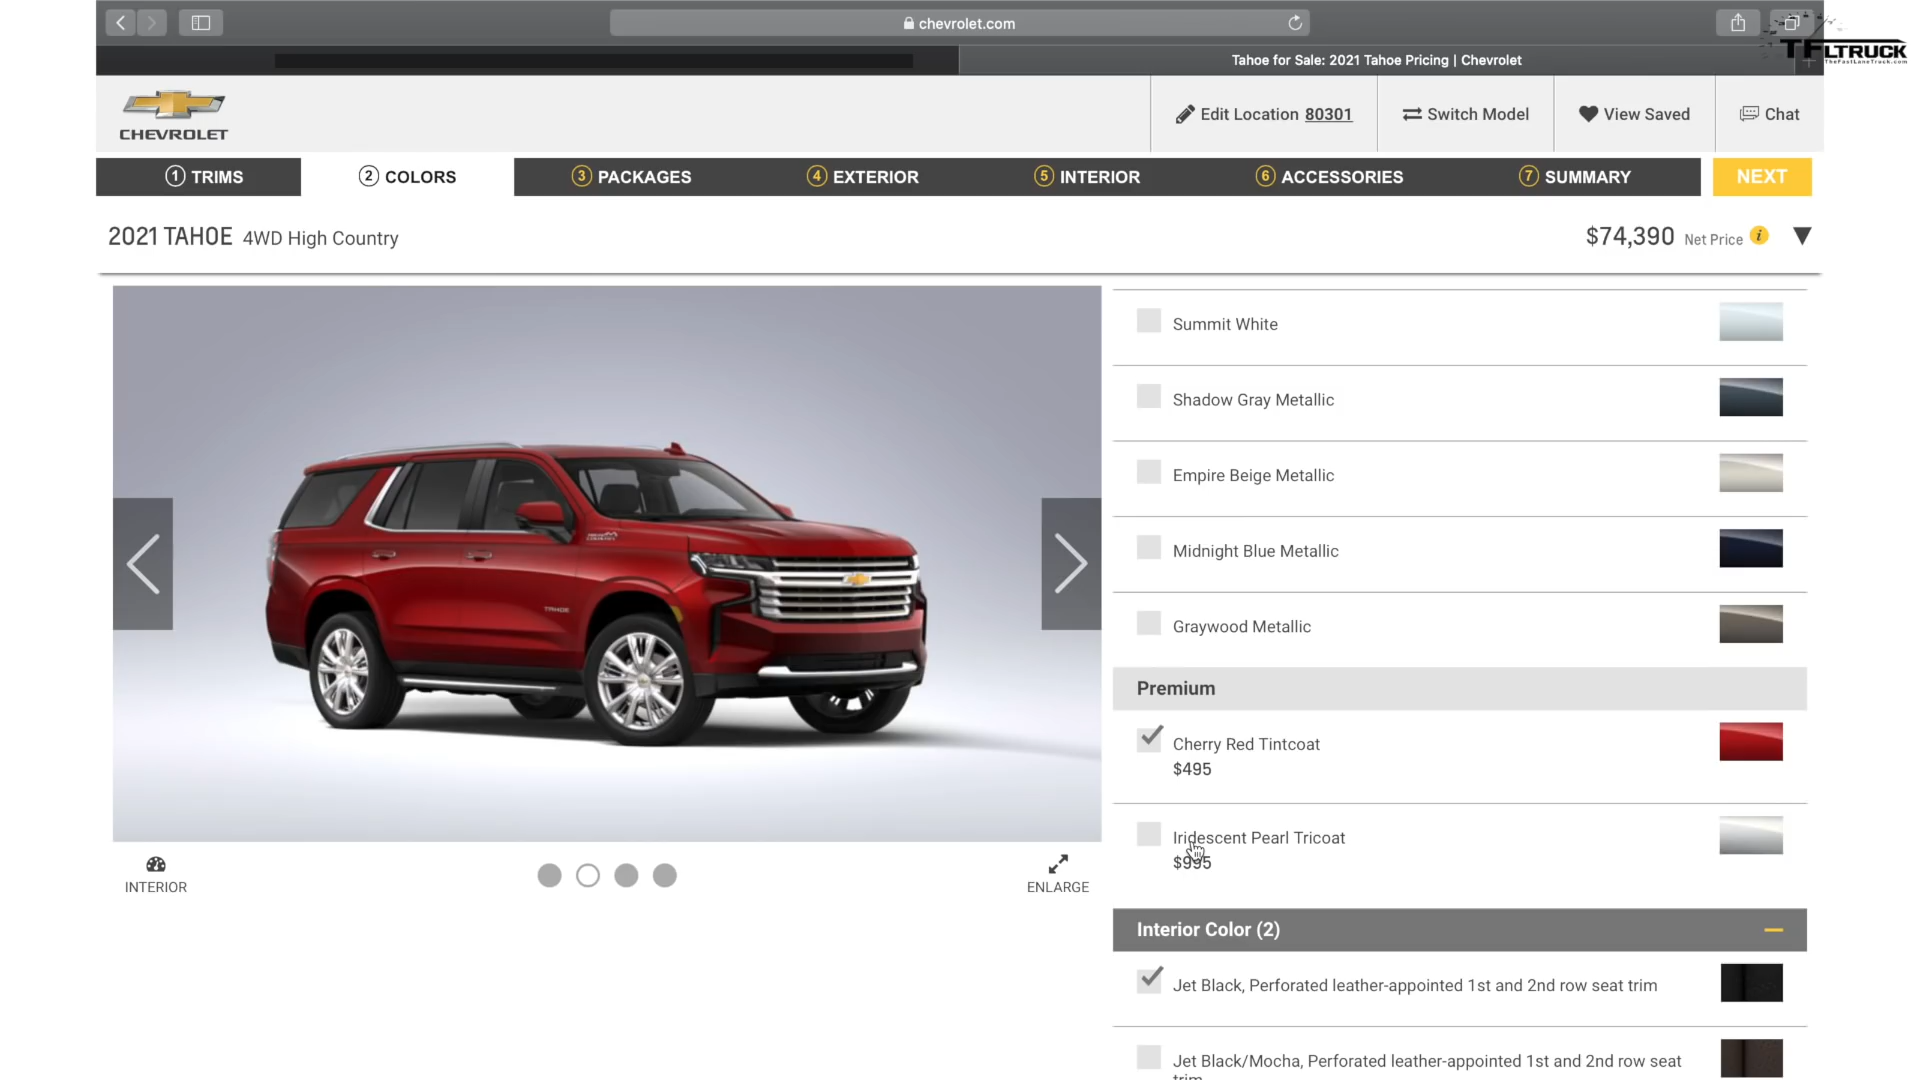 chevrolet.com
TFLTRUCK
TheFastLaneTruck.com
Tahoe for Sale: 2021 Tahoe Pricing | Chevrolet
CHEVROLET
Edit Location 80301
Switch Model
View Saved
Chat
1 TRIMS
2 COLORS
3 PACKAGES
4 EXTERIOR
5 INTERIOR
6 ACCESSORIES
7 SUMMARY
NEXT
2021 TAHOE 4WD High Country
$74,390 Net Price i
Summit White
Shadow Gray Metallic
Empire Beige Metallic
Midnight Blue Metallic
Graywood Metallic
Premium
Cherry Red Tintcoat
$495
Iridescent Pearl Tricoat
$995
Interior Color (2)
Jet Black, Perforated leather-appointed 1st and 2nd row seat trim
Jet Black/Mocha, Perforated leather-appointed 1st and 2nd row seat
trim
TAHOE
INTERIOR
ENLARGE